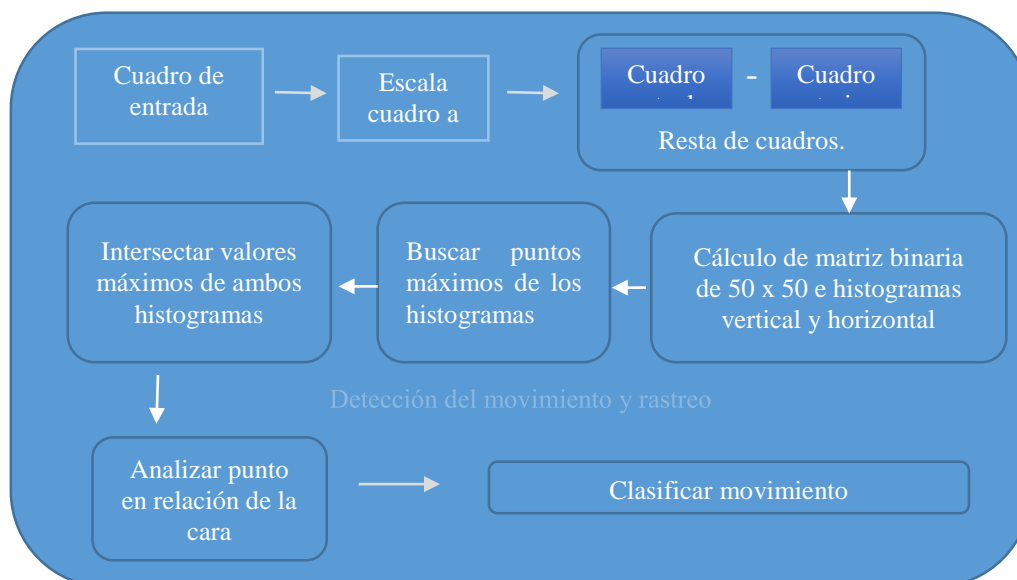 Cuadro de
entrada
Escala
cuadro a
Cuadro
-
Cuadro
Resta de cuadros.
Intersectar valores
máximos de ambos
histogramas
Buscar puntos
máximos de los
histogramas
Cálculo de matriz binaria
de 50 x 50 e histogramas
vertical y horizontal
Detección del movimiento y rastreo
Analizar punto
en relación de la
cara
Clasificar movimiento